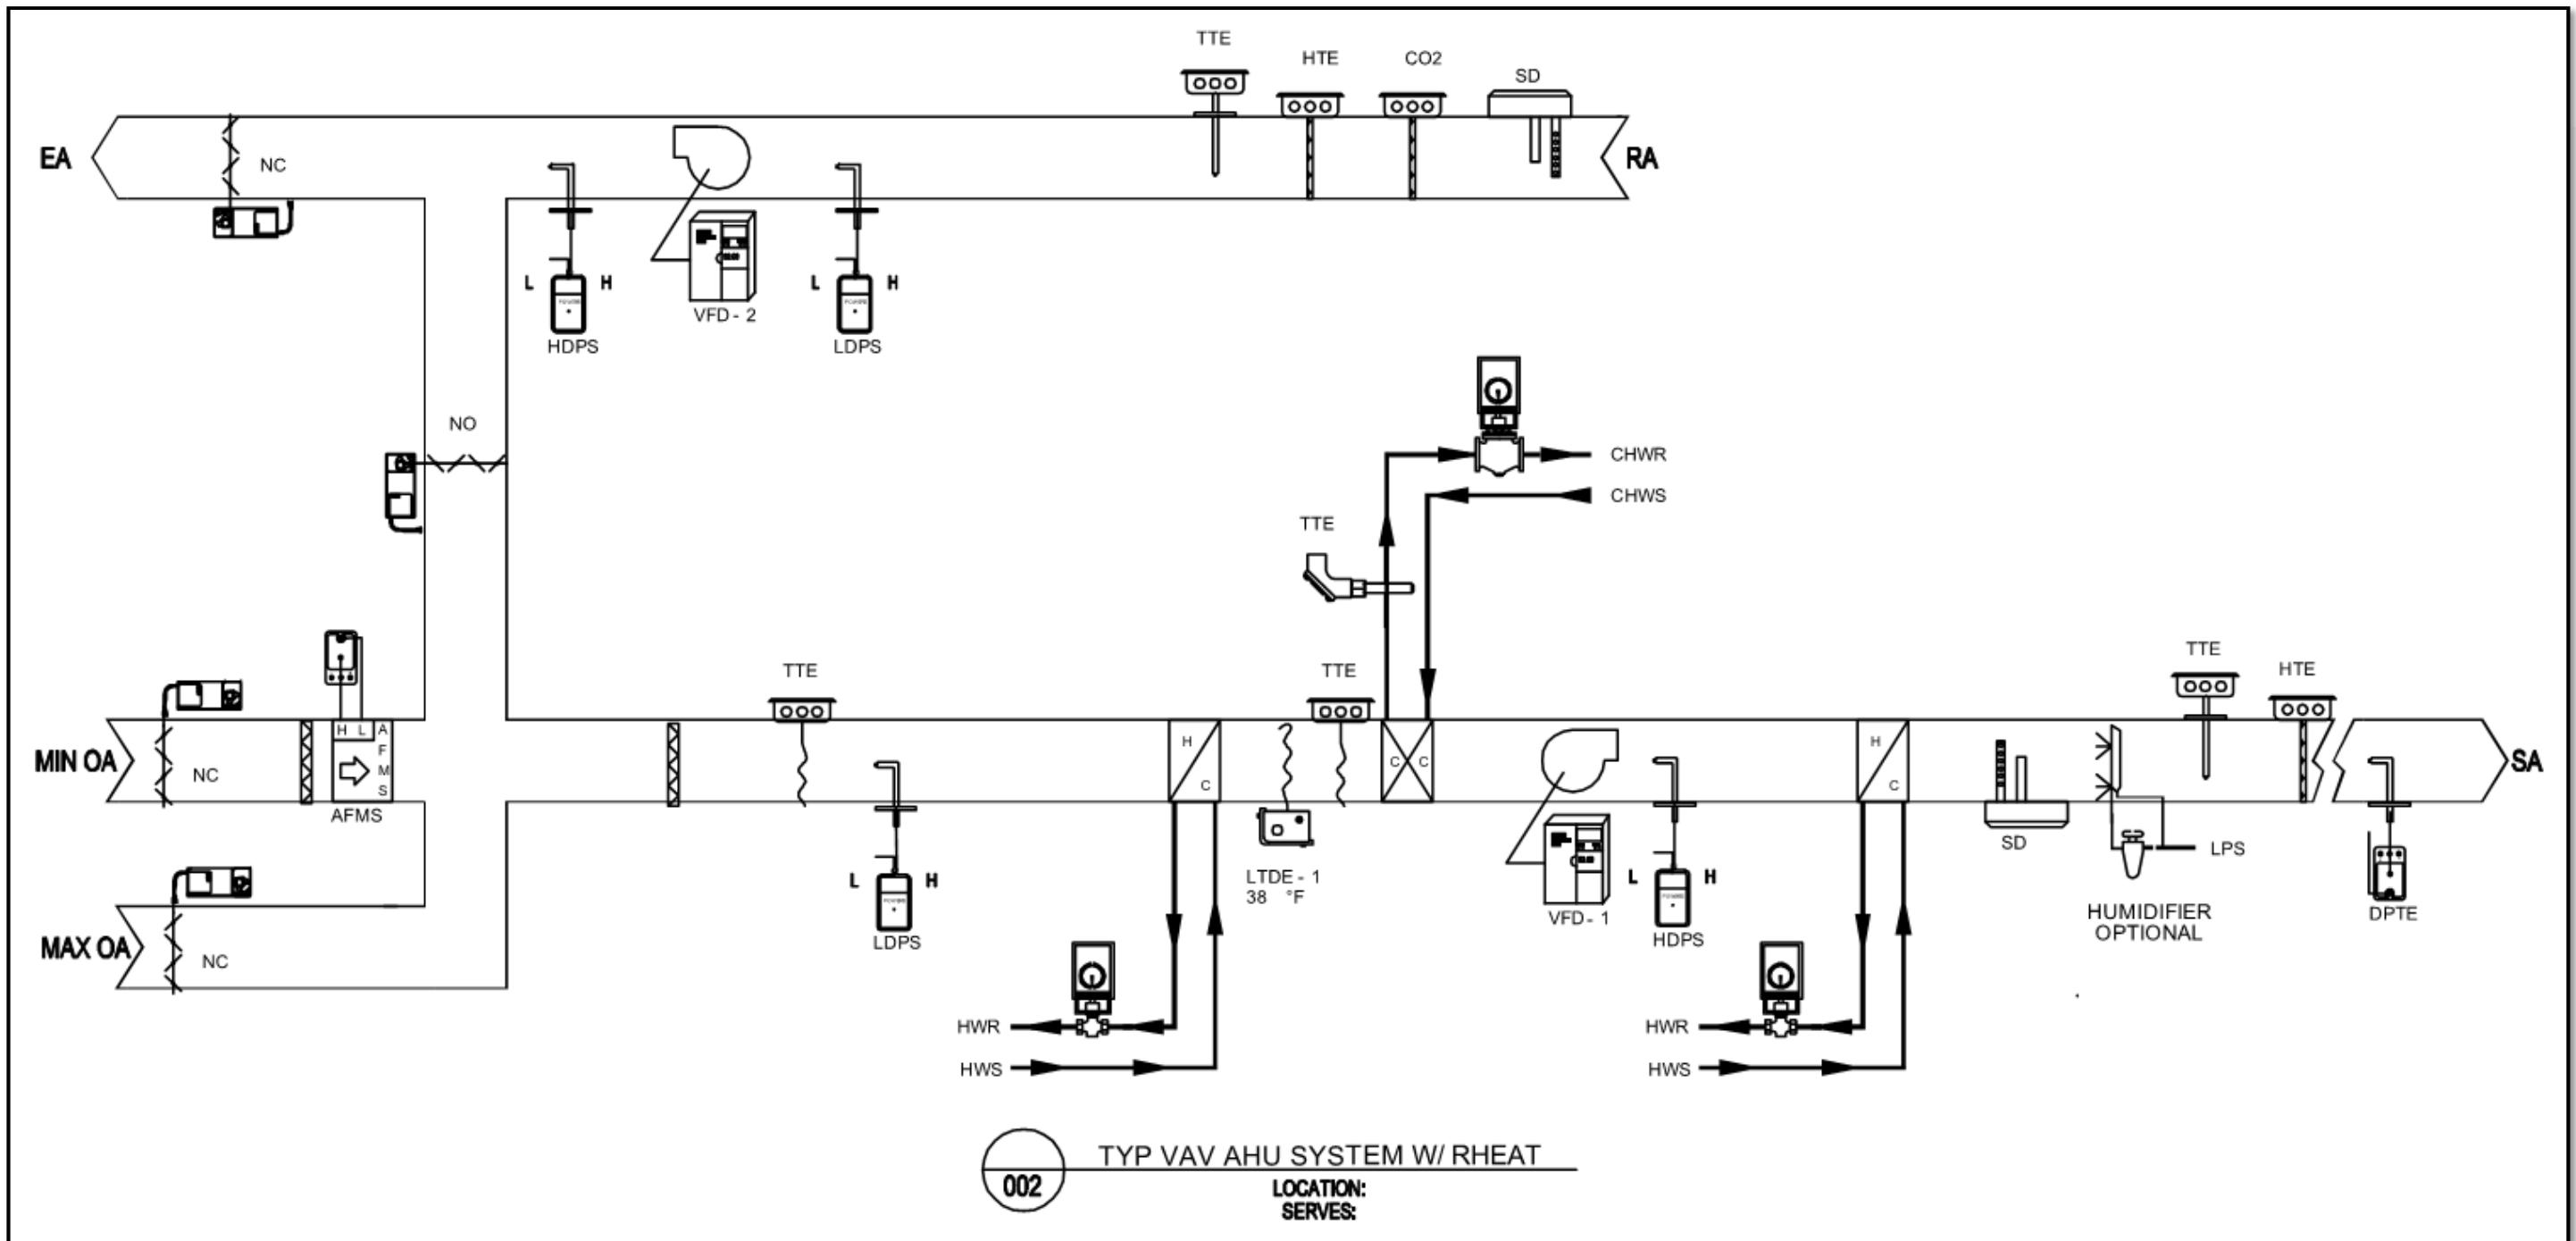 TTE
HTE
CO2
SD
EA
NC
RA
L
H
HDPS
VFD - 2
L
H
LDPS
NO
CHWR
CHWS
TTE
TTE
TTE
TTE
HTE
H L A
F
M
S
MIN OA
NC
AFMS
H
C
C C
H
C
SA
SD
LPS
L
H
LDPS
LTDE - 1
38 °F
VFD - 1
L
H
HDPS
HUMIDIFIER
OPTIONAL
DPTE
MAX OA
NC
HWR
HWS
HWR
HWS
TYP VAV AHU SYSTEM W/ RHEAT
002
LOCATION:
SERVES: